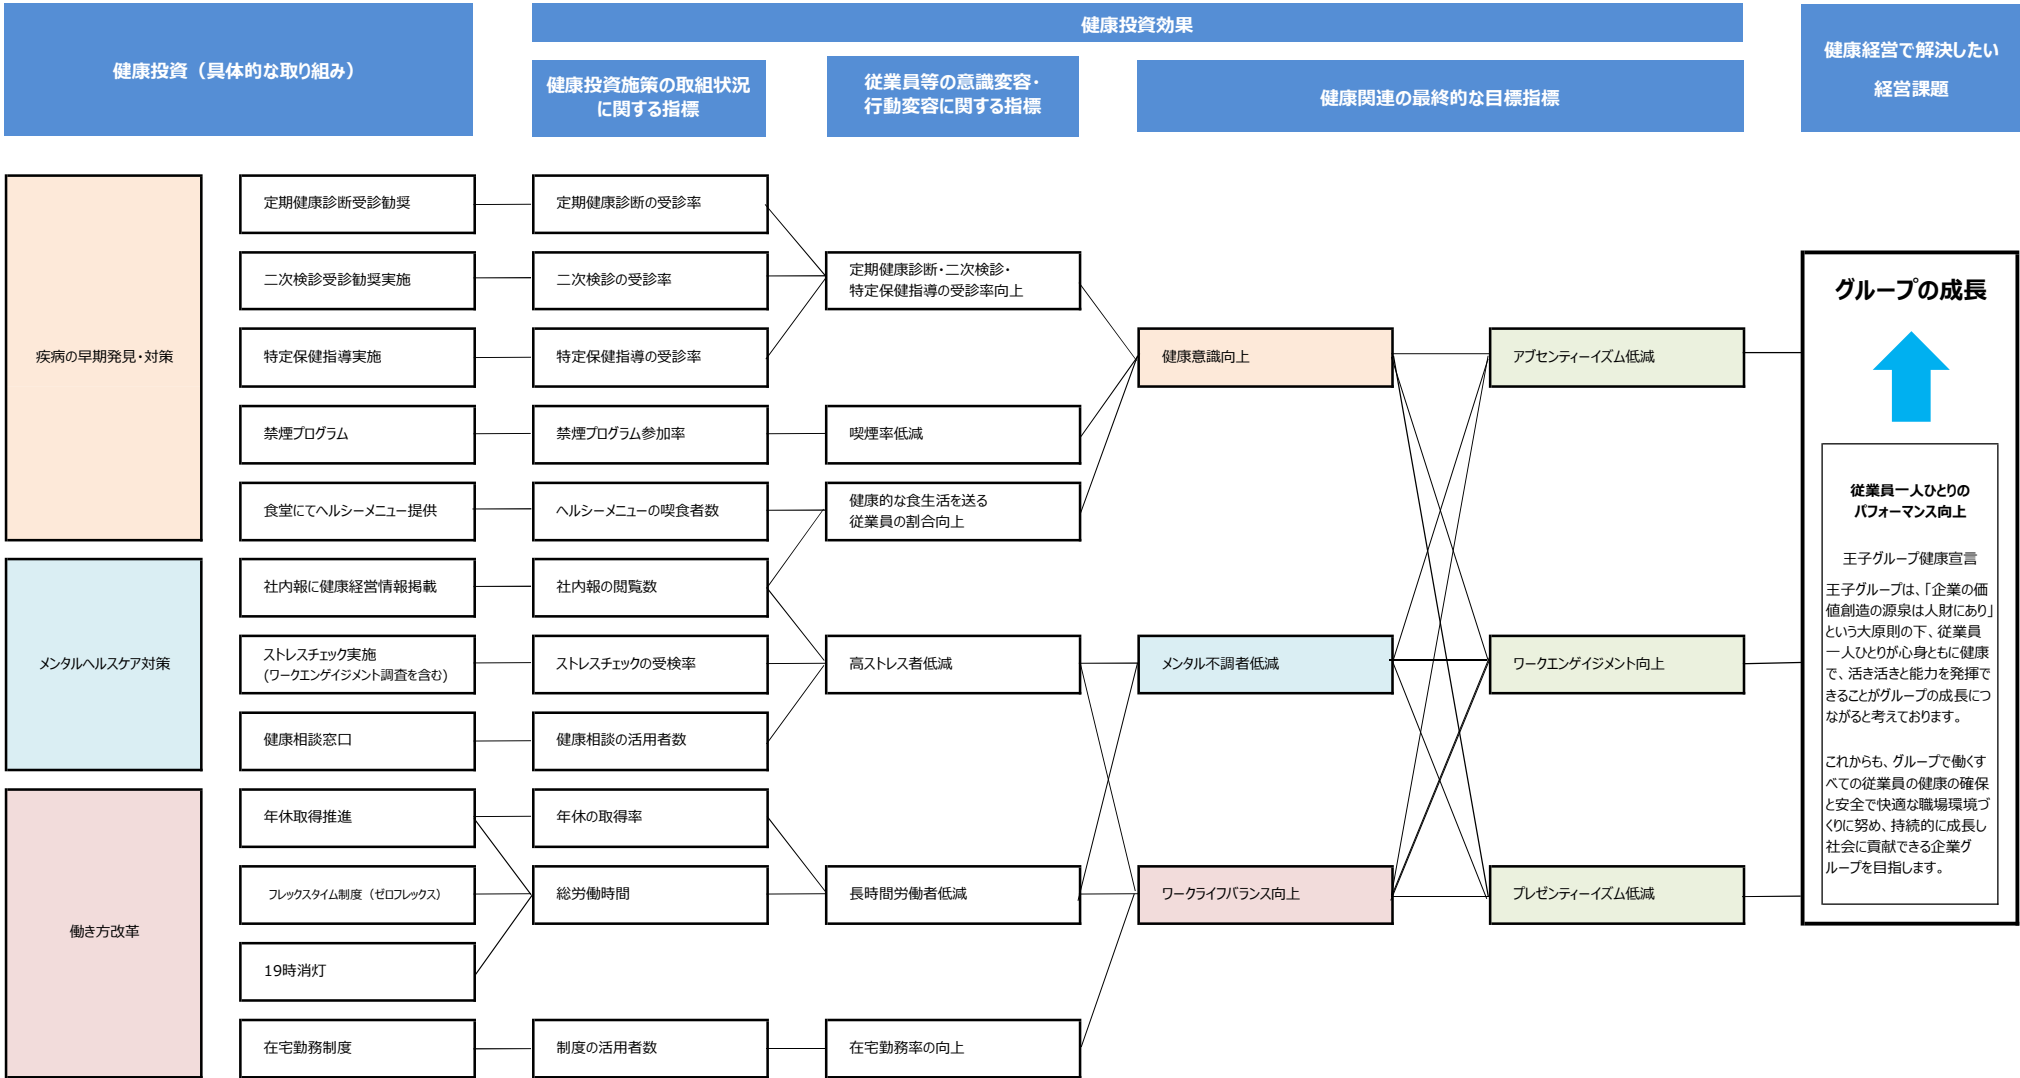 健康投資（具体的な取り組み）
健康投資効果
健康投資施策の取組状況
に関する指標
従業員等の意識変容・
行動変容に関する指標
健康関連の最終的な目標指標
健康経営で解決したい
経営課題
疾病の早期発見・対策
メンタルヘルスケア対策
働き方改革
定期健康診断受診勧奨
二次検診受診勧奨実施
特定保健指導実施
禁煙プログラム
食堂にてヘルシーメニュー提供
社内報に健康経営情報掲載
ストレスチェック実施
(ワークエンゲイジメント調査を含む)
健康相談窓口
年休取得推進
フレックスタイム制度（ゼロフレックス）
19時消灯
在宅勤務制度
定期健康診断の受診率
二次検診の受診率
特定保健指導の受診率
禁煙プログラム参加率
ヘルシーメニューの喫食者数
社内報の閲覧数
ストレスチェックの受検率
健康相談の活用者数
年休の取得率
総労働時間
制度の活用者数
定期健康診断・二次検診・
特定保健指導の受診率向上
喫煙率低減
健康的な食生活を送る
従業員の割合向上
高ストレス者低減
長時間労働者低減
在宅勤務率の向上
健康意識向上
メンタル不調者低減
ワークライフバランス向上
アブセンティーイズム低減
ワークエンゲイジメント向上
プレゼンティーイズム低減
グループの成長
従業員一人ひとりの
パフォーマンス向上
王子グループ健康宣言
王子グループは、「企業の価
値創造の源泉は人財にあり」
という大原則の下、従業員
一人ひとりが心身ともに健康
で、活き活きと能力を発揮で
きることがグループの成長につ
ながると考えております。
これからも、グループで働くす
べての従業員の健康の確保
と安全で快適な職場環境づ
くりに努め、持続的に成長し
社会に貢献できる企業グ
ループを目指します。